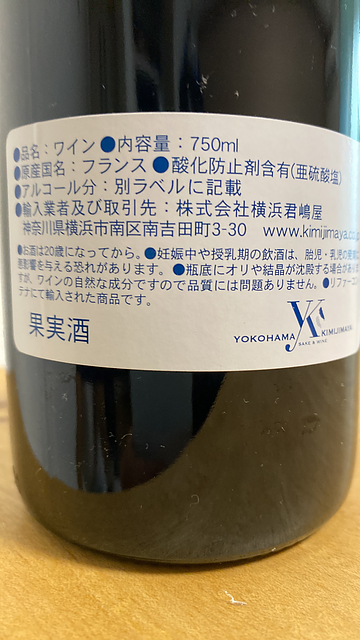 ●品名：ワイン ●内容量：750ml
●原産国名：フランス ●酸化防止剤含有(亜硫酸塩)
●アルコール分：別ラベルに記載
●輸入業者及び取引先：株式会社横浜君嶋屋
神奈川県横浜市南区南吉田町3-30 www.kimijimaya.co
●お酒は20歳になってから。●妊娠中や授乳期の飲酒は、胎児・乳児の発育に
悪影響を与える恐れがあります。●瓶底にオリや結晶が沈殿する場合があ
すが、ワインの自然な成分ですので品質には問題ありません。●リファーコン
テナにて輸入された商品です。
果実酒
YK
YOKOHAMA KIMIJIMAYA
SAKE & WINE